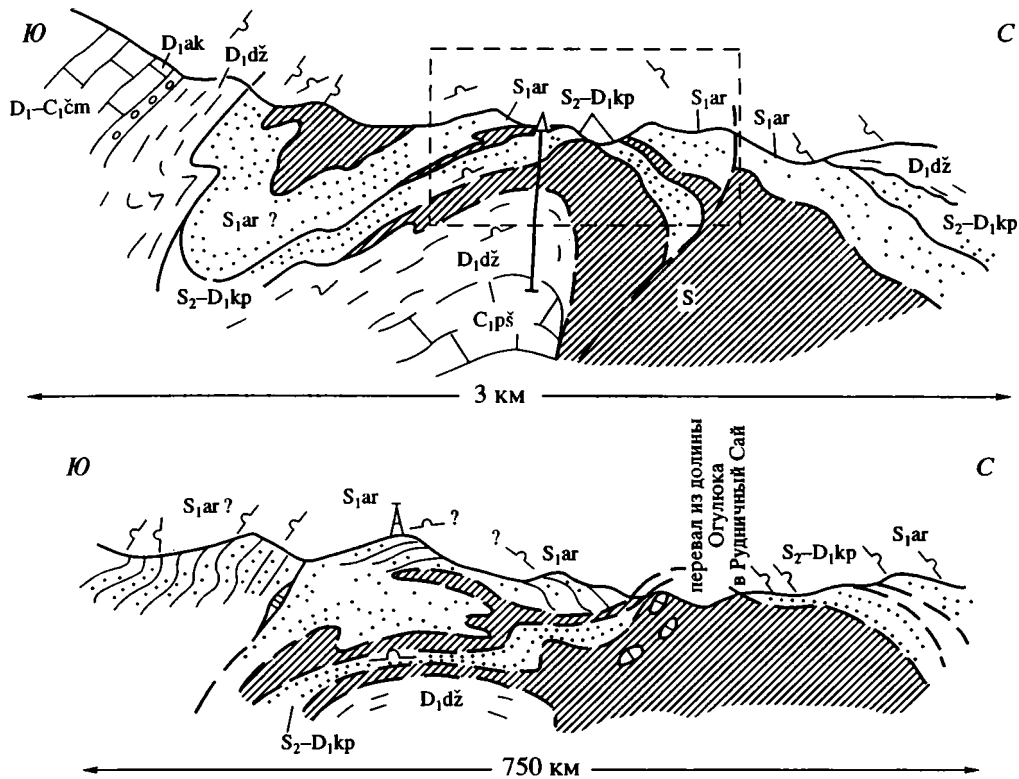 Ю
С
D₁ak
D₁dž
D₁–C₁čm
S₁ar
S₂–D₁kp
S₁ar
S₁ar
D₁dž
S₂–D₁kp
S₁ar ?
D₁dž
S₂–D₁kp
S
C₁pš
3 км
перевал из долины
Огулюка
в Рудничный Сай
Ю
С
S₁ar ?
S₁ar
?
?
S₁ar
S₂–D₁kp
S₁ar
D₁dž
S₂–D₁kp
750 км